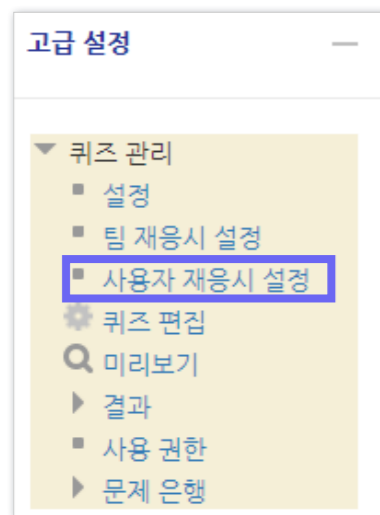 고급 설정
퀴즈 관리
설정
팀 재응시 설정
사용자 재응시 설정
퀴즈 편집
미리보기
결과
사용 권한
문제 은행